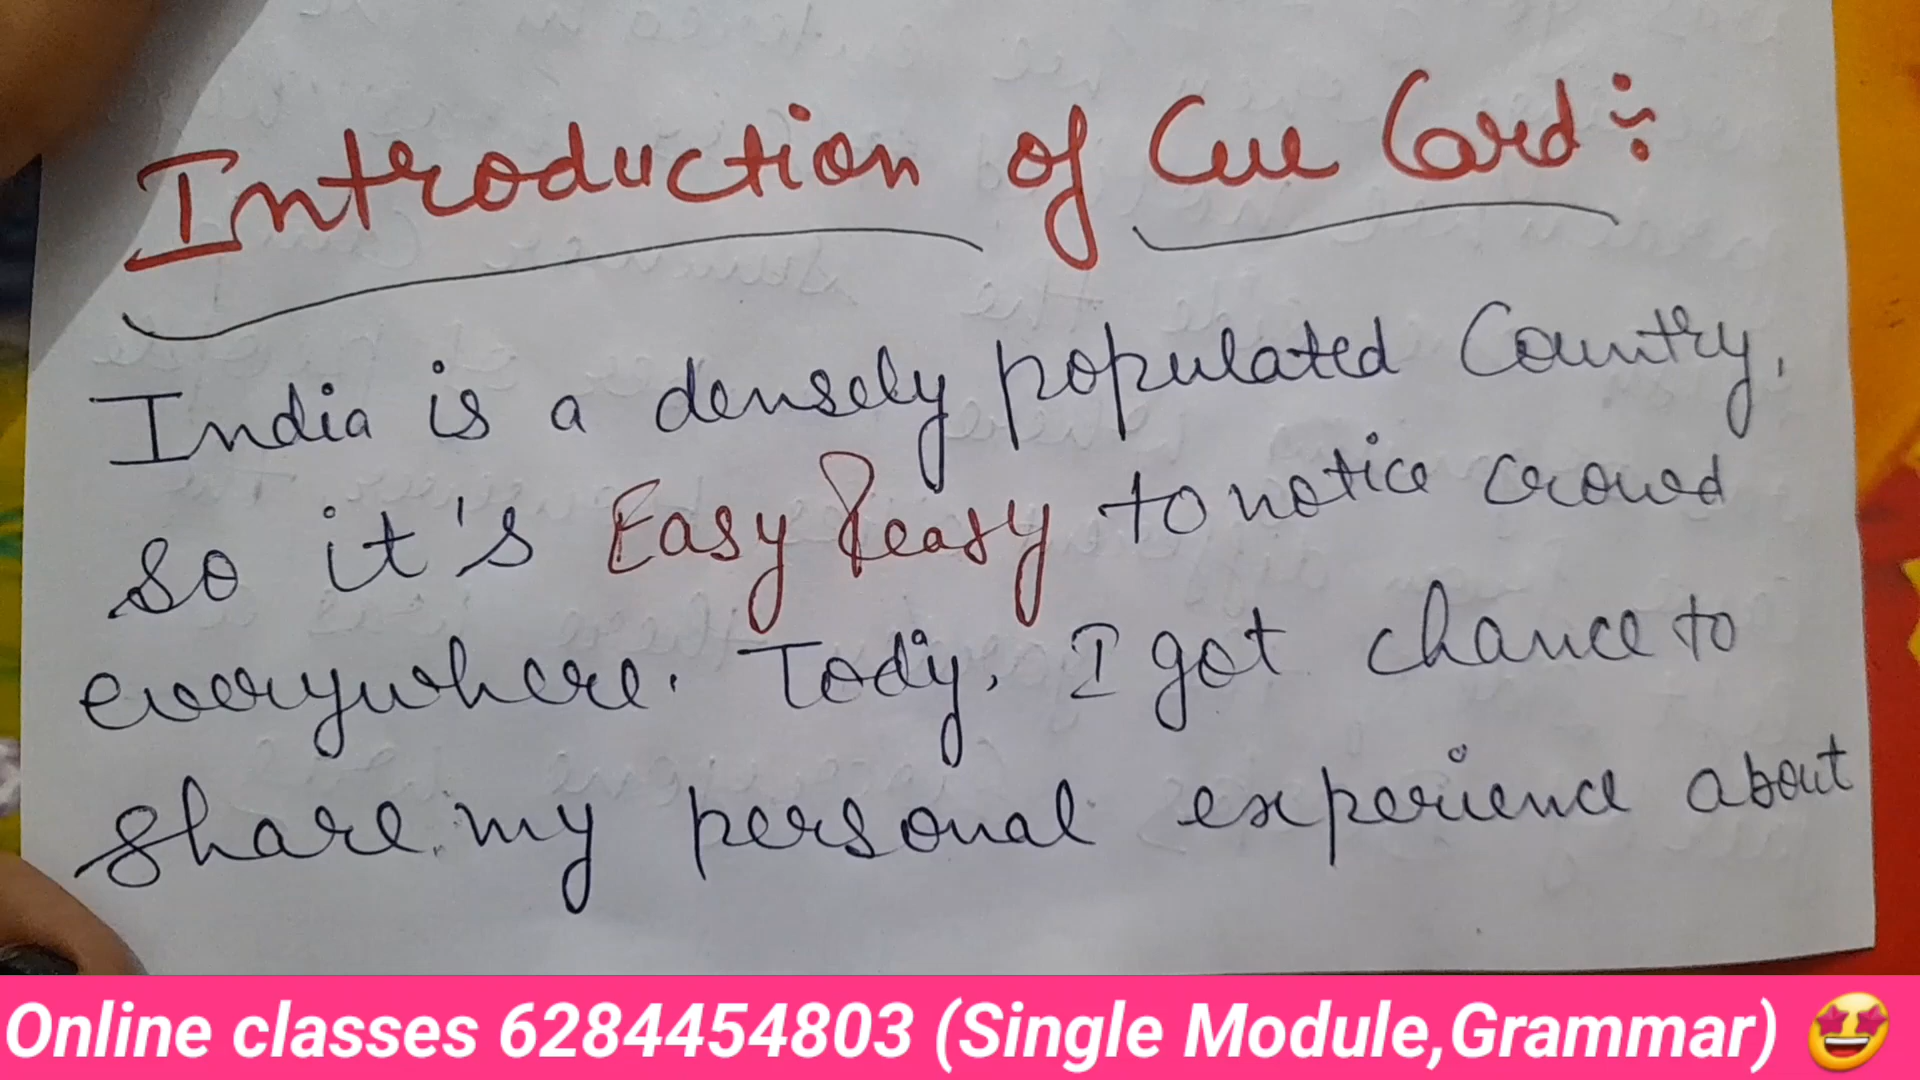 Introduction of Cue Card :-
India is a densely populated Country,
so it's Easy Peasy to notice crowd
everywhere. Tody, I got chance to
share my personal experience about
Online classes 6284454803 (Single Module,Grammar) 🤩